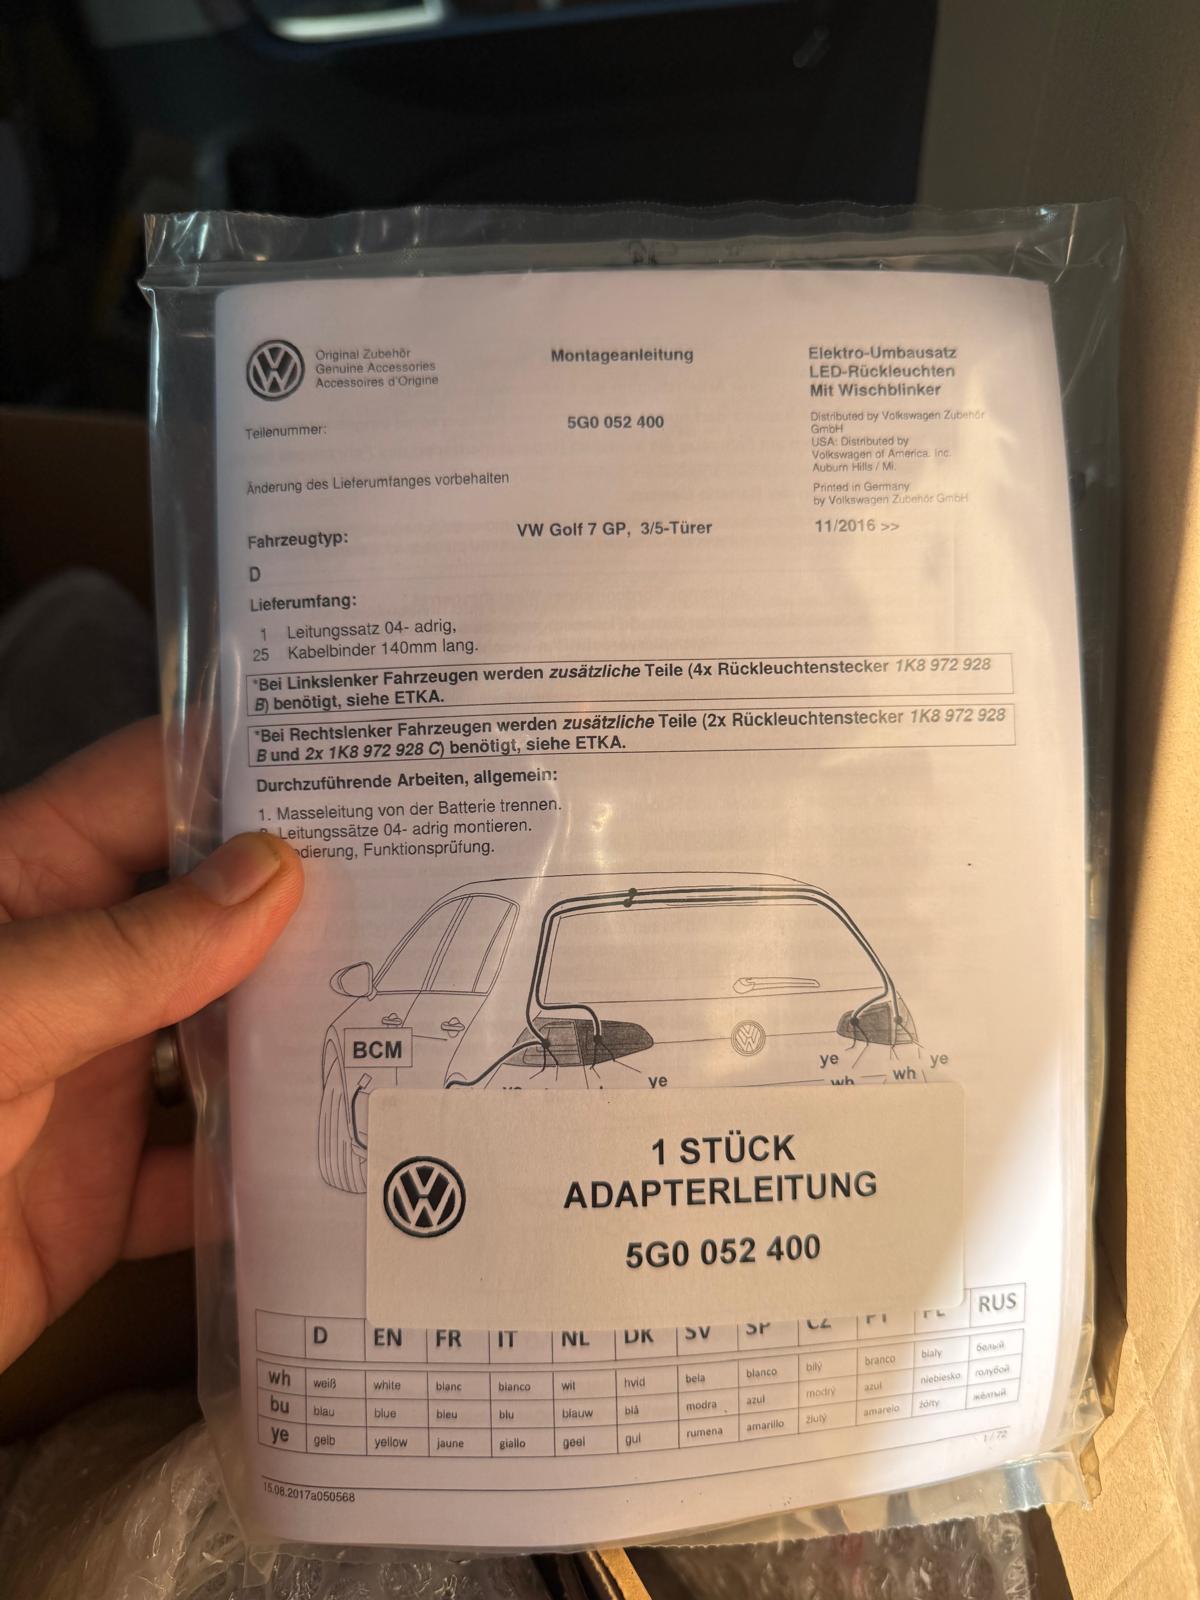 Original Zubehör
Genuine Accessories
Accessoires d'Origine
Montageanleitung
Elektro-Umbausatz
LED-Rückleuchten
Mit Wischblinker
Teilenummer:
5G0 052 400
Distributed by Volkswagen Zubehör
GmbH
USA: Distributed by
Volkswagen of America. Inc.
Auburn Hills / Mi.
Änderung des Lieferumfanges vorbehalten
Printed in Germany
by Volkswagen Zubehör GmbH
Fahrzeugtyp:
VW Golf 7 GP, 3/5-Türer
11/2016 >>
D
Lieferumfang:
1 Leitungssatz 04- adrig,
25 Kabelbinder 140mm lang.
*Bei Linkslenker Fahrzeugen werden zusätzliche Teile (4x Rückleuchtenstecker 1K8 972 928
B) benötigt, siehe ETKA.
*Bei Rechtslenker Fahrzeugen werden zusätzliche Teile (2x Rückleuchtenstecker 1K8 972 928
B und 2x 1K8 972 928 C) benötigt, siehe ETKA.
Durchzuführende Arbeiten, allgemein:
1. Masseleitung von der Batterie trennen.
Leitungssätze 04- adrig montieren.
Funktionsprüfung.
BCM
ye
ye
ye
wh
wh
1 STÜCK
ADAPTERLEITUNG
5G0 052 400
D EN FR IT NL DK SV SP CZ PT PL RUS
wh weiß white blanc bianco wit hvid bela blanco bílý branco biały белый
bu blau blue bleu blu blauw blå modra azul modrý azul niebiesko голубой
ye gelb yellow jaune giallo geel gul rumena amarillo žlutý amarelo żółty жёлтый
1 / 72
15.08.2017a050568